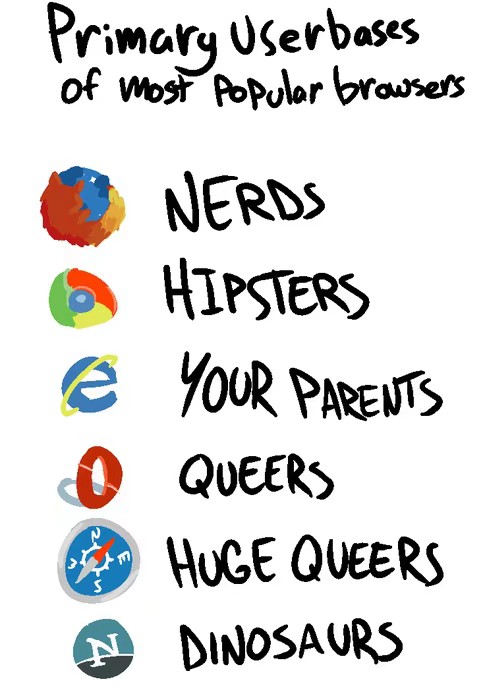 Primary Userbases
of most popular browsers
NERDS
HIPSTERS
e YOUR PARENTS
QUEERS
N E S W HUGE QUEERS
N DINOSAURS